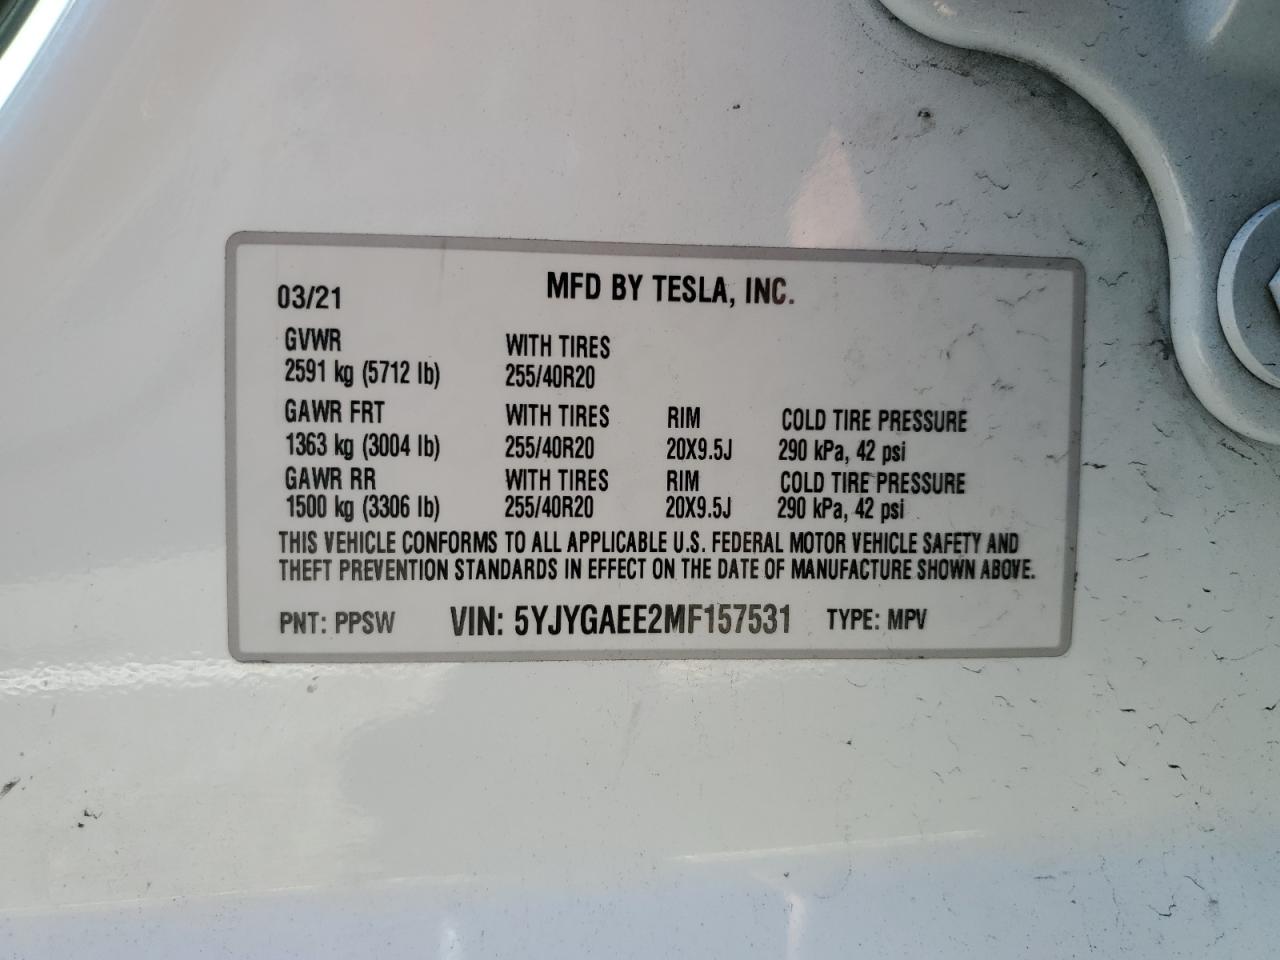 03/21 MFD BY TESLA, INC.
GVWR WITH TIRES
2591 kg (5712 lb) 255/40R20
GAWR FRT WITH TIRES RIM COLD TIRE PRESSURE
1363 kg (3004 lb) 255/40R20 20X9.5J 290 kPa, 42 psi
GAWR RR WITH TIRES RIM COLD TIRE PRESSURE
1500 kg (3306 lb) 255/40R20 20X9.5J 290 kPa, 42 psi
THIS VEHICLE CONFORMS TO ALL APPLICABLE U.S. FEDERAL MOTOR VEHICLE SAFETY AND
THEFT PREVENTION STANDARDS IN EFFECT ON THE DATE OF MANUFACTURE SHOWN ABOVE.
PNT: PPSW VIN: 5YJYGAEE2MF157531 TYPE: MPV